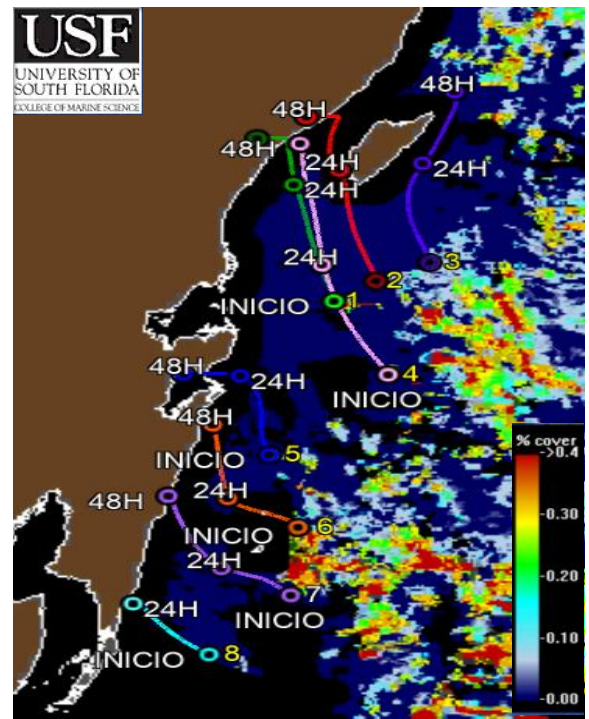 USF
UNIVERSITY OF
SOUTH FLORIDA
COLLEGE OF MARINE SCIENCE
48H
48H
48H
24H
24H
24H
24H
3
2
INICIO
1
48H
24H
4
INICIO
48H
INICIO
5
% cover
>0.4
48H
24H
0.30
INICIO
6
24H
0.20
7
24H
INICIO
0.10
INICIO
8
0.00